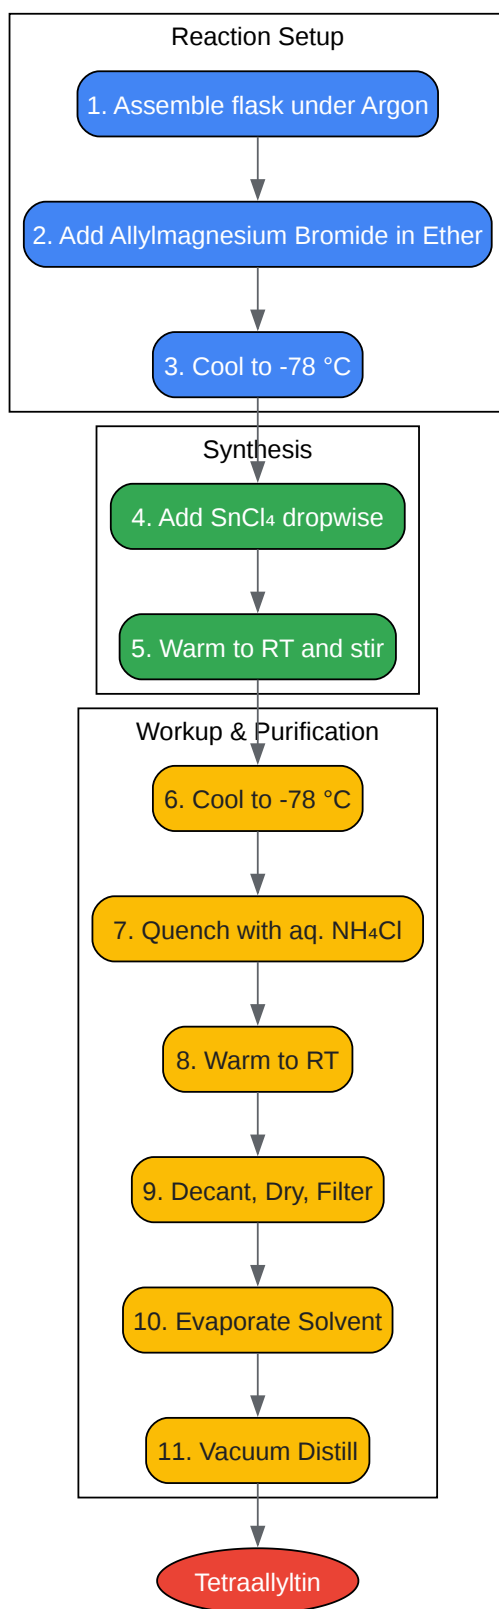 Reaction Setup
1. Assemble flask under Argon
2. Add Allylmagnesium Bromide in Ether
3. Cool to -78 °C
Synthesis
4. Add SnCl₄ dropwise
5. Warm to RT and stir
Workup & Purification
6. Cool to -78 °C
7. Quench with aq. NH₄Cl
8. Warm to RT
9. Decant, Dry, Filter
10. Evaporate Solvent
11. Vacuum Distill
Tetraallyltin